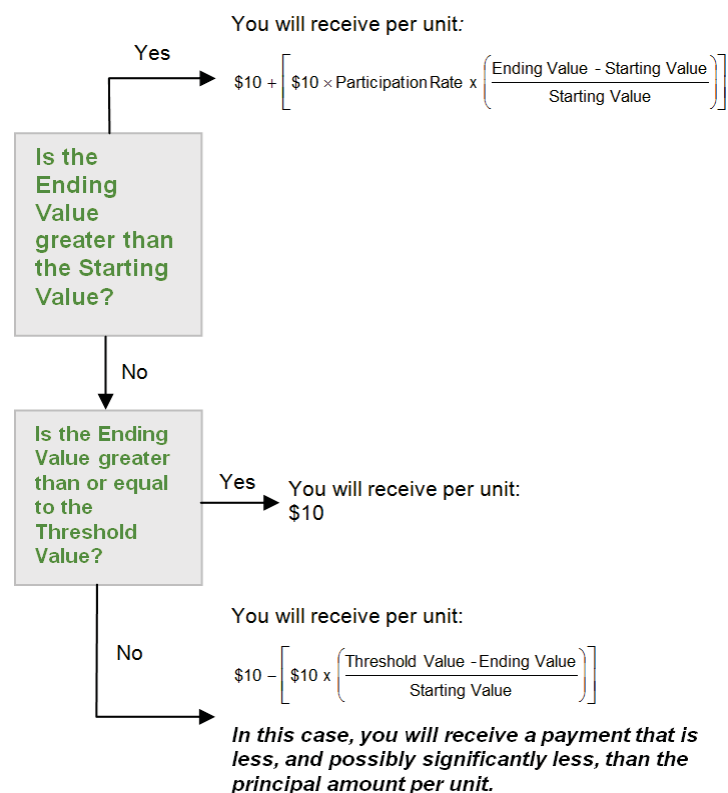 You will receive per unit:
Yes
$10 + [ $10 × Participation Rate x ( Ending Value - Starting Value / Starting Value ) ]
Is the
Ending
Value
greater than
the Starting
Value?
No
Is the Ending
Value greater
than or equal
to the
Threshold
Value?
Yes
You will receive per unit:
$10
No
You will receive per unit:
$10 – [ $10 x ( Threshold Value - Ending Value / Starting Value ) ]
In this case, you will receive a payment that is
less, and possibly significantly less, than the
principal amount per unit.